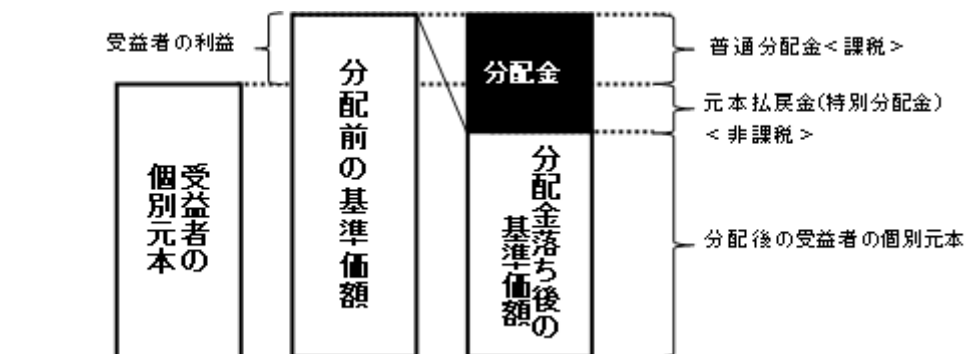 受益者の利益
受益者の
個別元本
分配前の基準価額
分配金
分配金落ち後の
基準価額
普通分配金<課税>
元本払戻金(特別分配金)
<非課税>
分配後の受益者の個別元本